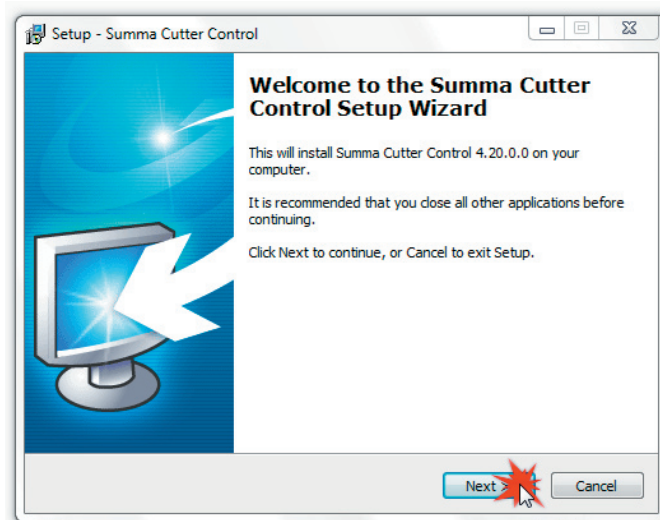 Setup - Summa Cutter Control
Welcome to the Summa Cutter
Control Setup Wizard
This will install Summa Cutter Control 4.20.0.0 on your
computer.
It is recommended that you close all other applications before
continuing.
Click Next to continue, or Cancel to exit Setup.
Next >
Cancel